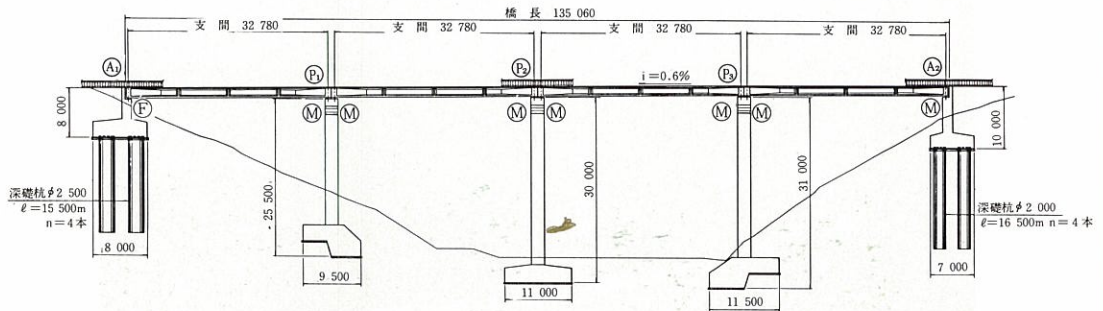 橋長 135 060
支間 32 780
支間 32 780
支間 32 780
支間 32 780
A₁
P₁
P₂
P₃
A₂
i=0.6%
F
M M
M M
M M
M
8 000
25 500
30 000
31 000
10 000
深礎杭φ2 500
ℓ=15 500m
n=4本
8 000
9 500
11 000
11 500
深礎杭φ2 000
ℓ=16 500m n=4本
7 000